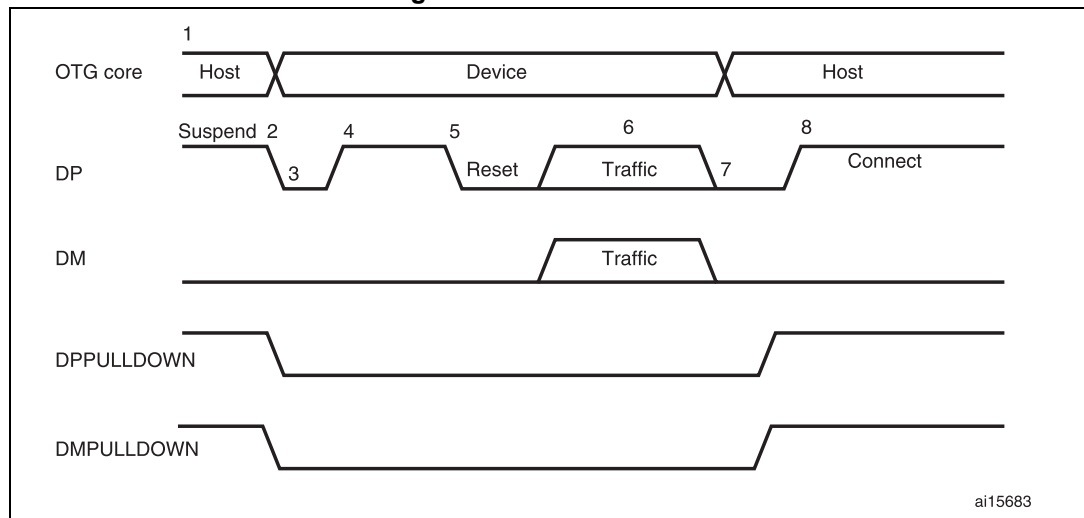 1
OTG core Host Device Host
Suspend 2 4 5 6 8
DP 3 Reset Traffic 7 Connect
DM Traffic
DPPULLDOWN
DMPULLDOWN
ai15683